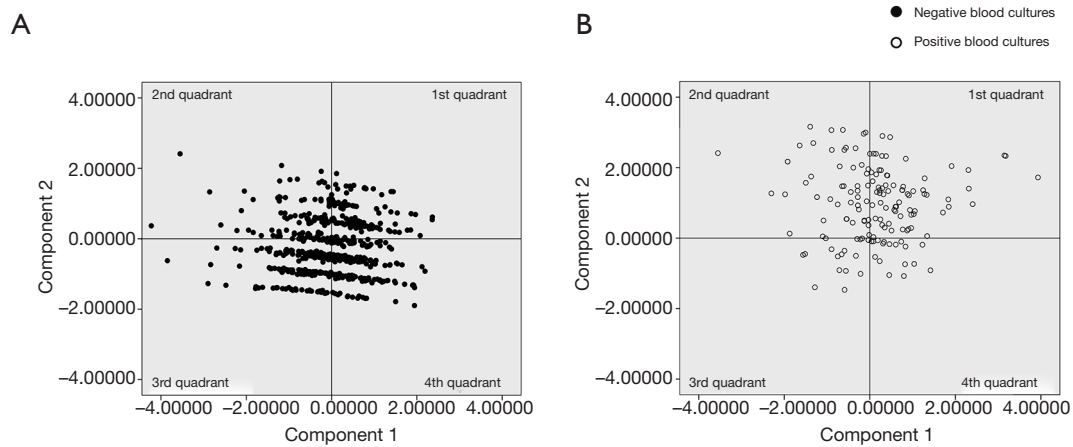 Negative blood cultures
Positive blood cultures
A
B
2nd quadrant
1st quadrant
3rd quadrant
4th quadrant
4.00000
2.00000
0.00000
−2.00000
−4.00000
−4.00000
−2.00000
0.00000
2.00000
4.00000
Component 1
Component 2
2nd quadrant
1st quadrant
3rd quadrant
4th quadrant
4.00000
2.00000
0.00000
−2.00000
−4.00000
−4.00000
−2.00000
0.00000
2.00000
4.00000
Component 1
Component 2